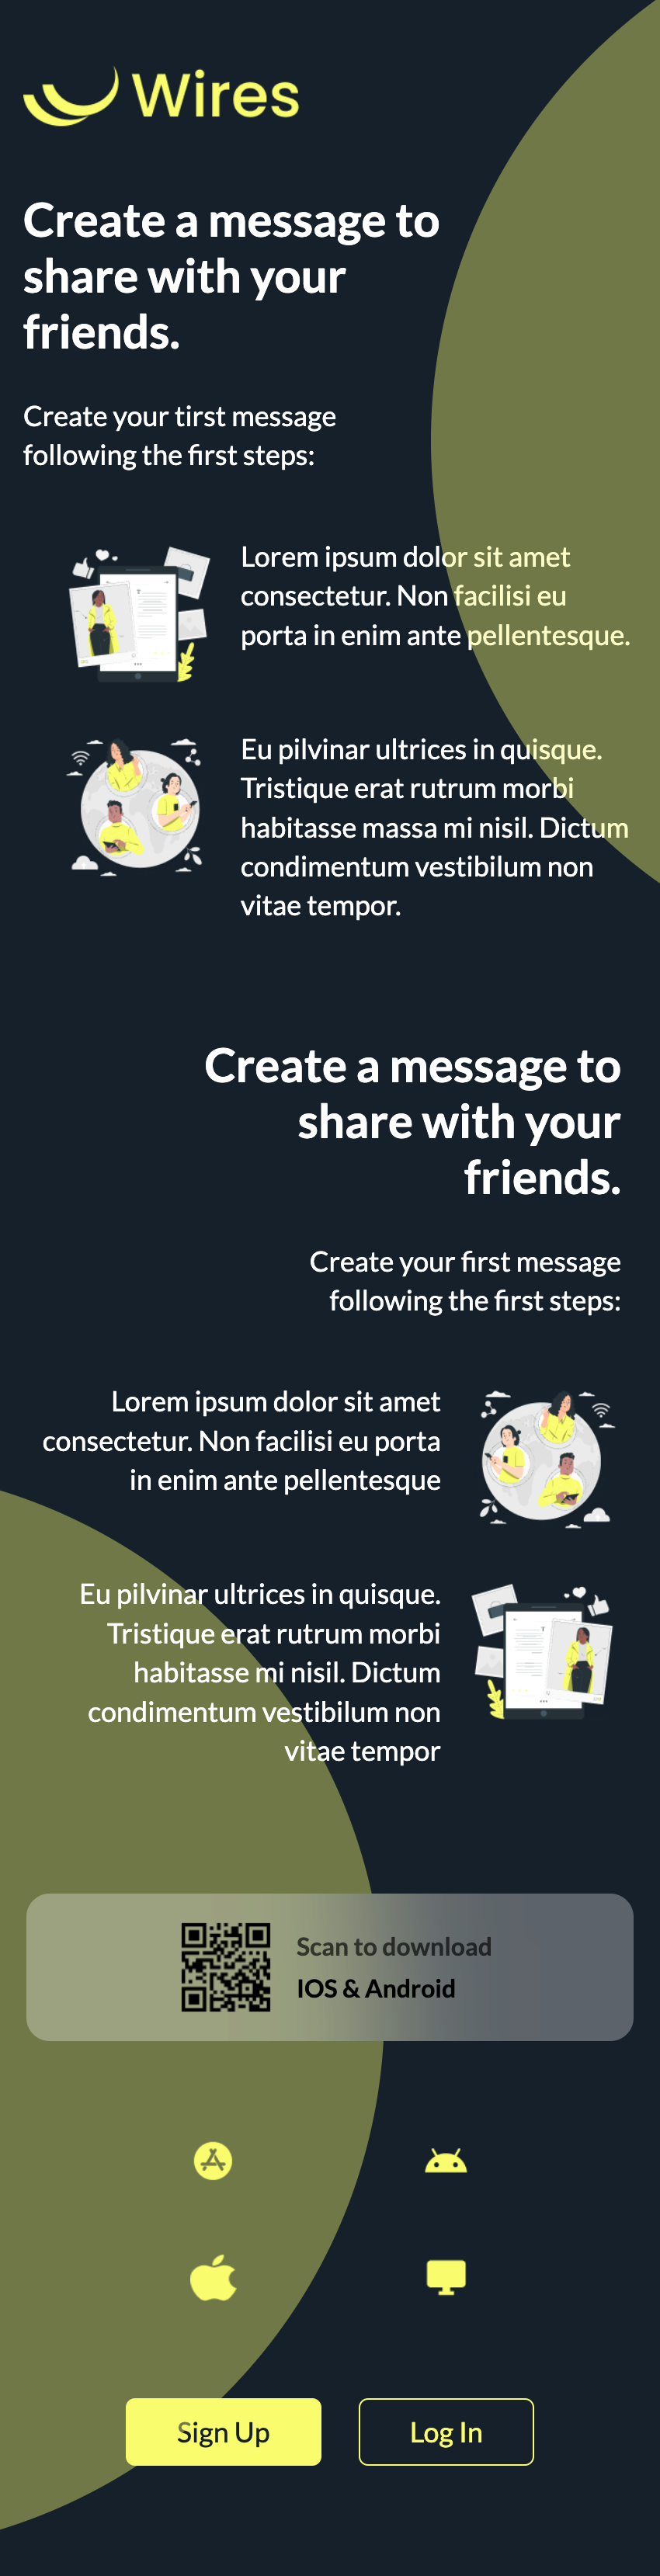 Wires
Create a message to
share with your
friends.
Create your tirst message
following the first steps:
Lorem ipsum dolor sit amet
consectetur. Non facilisi eu
porta in enim ante pellentesque.
Eu pilvinar ultrices in quisque.
Tristique erat rutrum morbi
habitasse massa mi nisil. Dictum
condimentum vestibilum non
vitae tempor.
Create a message to
share with your
friends.
Create your first message
following the first steps:
Lorem ipsum dolor sit amet
consectetur. Non facilisi eu porta
in enim ante pellentesque
Eu pilvinar ultrices in quisque.
Tristique erat rutrum morbi
habitasse mi nisil. Dictum
condimentum vestibilum non
vitae tempor
Scan to download
IOS & Android
Sign Up
Log In